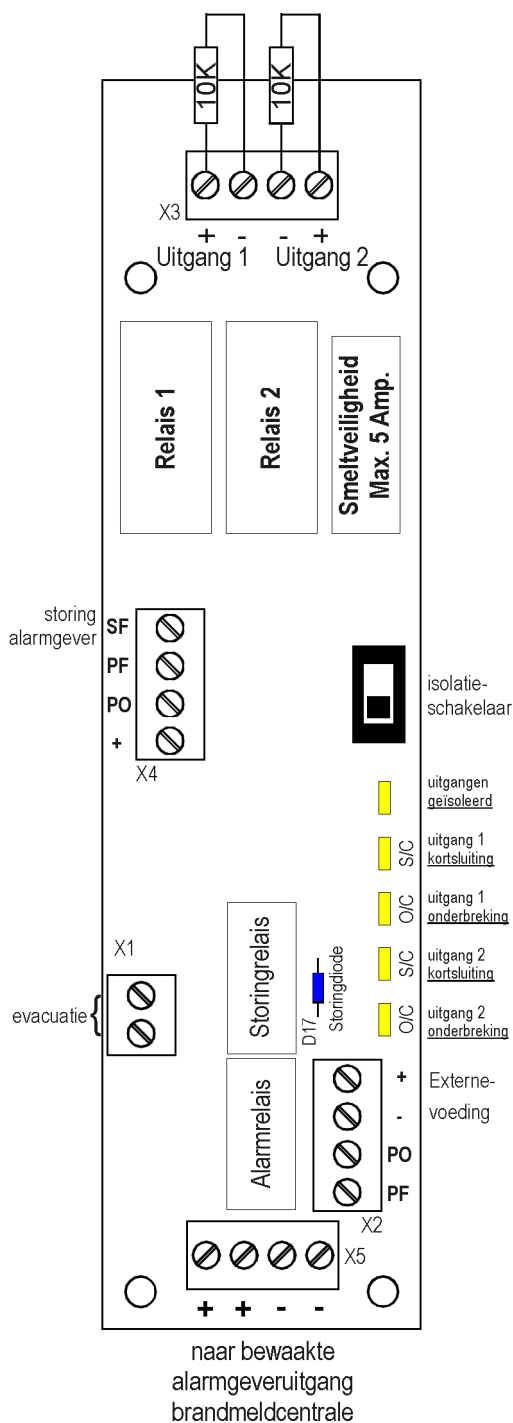 10K
10K
X3
+ - - +
Uitgang 1 Uitgang 2
Relais 1
Relais 2
Smeltveiligheid
Max. 5 Amp.
storing
alarmgever
SF
PF
PO
+
X4
isolatie-
schakelaar
uitgangen
geïsoleerd
S/C
uitgang 1
kortsluiting
O/C
uitgang 1
onderbreking
S/C
uitgang 2
kortsluiting
O/C
uitgang 2
onderbreking
X1
evacuatie
Storingrelais
D17
Storingdiode
Alarmrelais
+
-
PO
PF
Externe-
voeding
X2
X5
+ + - -
naar bewaakte
alarmgeveruitgang
brandmeldcentrale